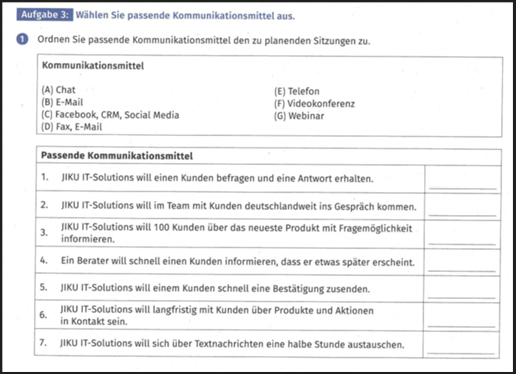 Aufgabe 3: Wählen Sie passende Kommunikationsmittel aus.
1 Ordnen Sie passende Kommunikationsmittel den zu planenden Sitzungen zu.
Kommunikationsmittel
(A) Chat
(B) E-Mail
(C) Facebook, CRM, Social Media
(D) Fax, E-Mail
(E) Telefon
(F) Videokonferenz
(G) Webinar
Passende Kommunikationsmittel
1. JIKU IT-Solutions will einen Kunden befragen und eine Antwort erhalten.
2. JIKU IT-Solutions will im Team mit Kunden deutschlandweit ins Gespräch kommen.
3. JIKU IT-Solutions will 100 Kunden über das neueste Produkt mit Fragemöglichkeit
informieren.
4. Ein Berater will schnell einen Kunden informieren, dass er etwas später erscheint.
5. JIKU IT-Solutions will einem Kunden schnell eine Bestätigung zusenden.
6. JIKU IT-Solutions will langfristig mit Kunden über Produkte und Aktionen
in Kontakt sein.
7. JIKU IT-Solutions will sich über Textnachrichten eine halbe Stunde austauschen.